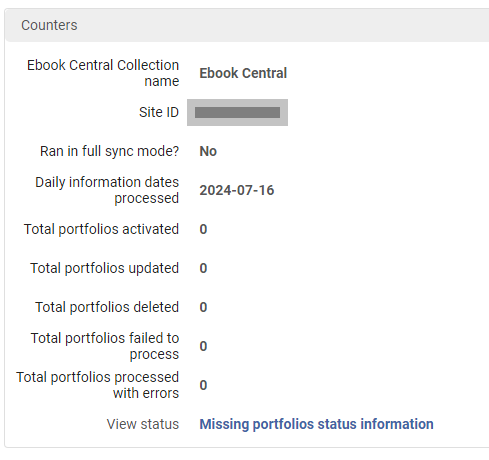 Counters
Ebook Central Collection
name
Ebook Central
Site ID
Ran in full sync mode?
No
Daily information dates
processed
2024-07-16
Total portfolios activated
0
Total portfolios updated
0
Total portfolios deleted
0
Total portfolios failed to
process
0
Total portfolios processed
with errors
0
View status
Missing portfolios status information